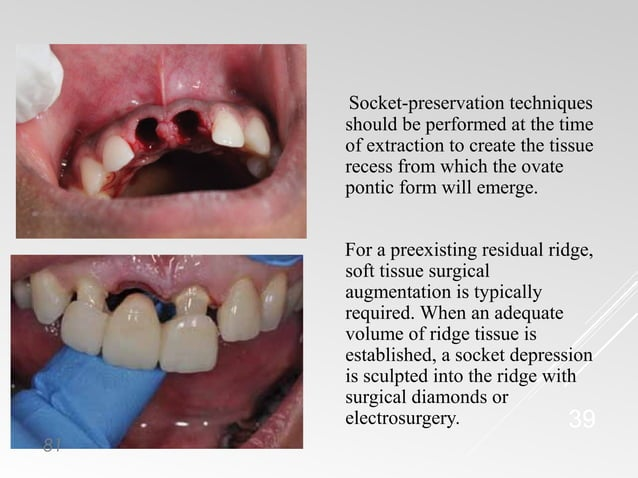 Socket-preservation techniques
should be performed at the time
of extraction to create the tissue
recess from which the ovate
pontic form will emerge.
For a preexisting residual ridge,
soft tissue surgical
augmentation is typically
required. When an adequate
volume of ridge tissue is
established, a socket depression
is sculpted into the ridge with
surgical diamonds or
electrosurgery.
39
81